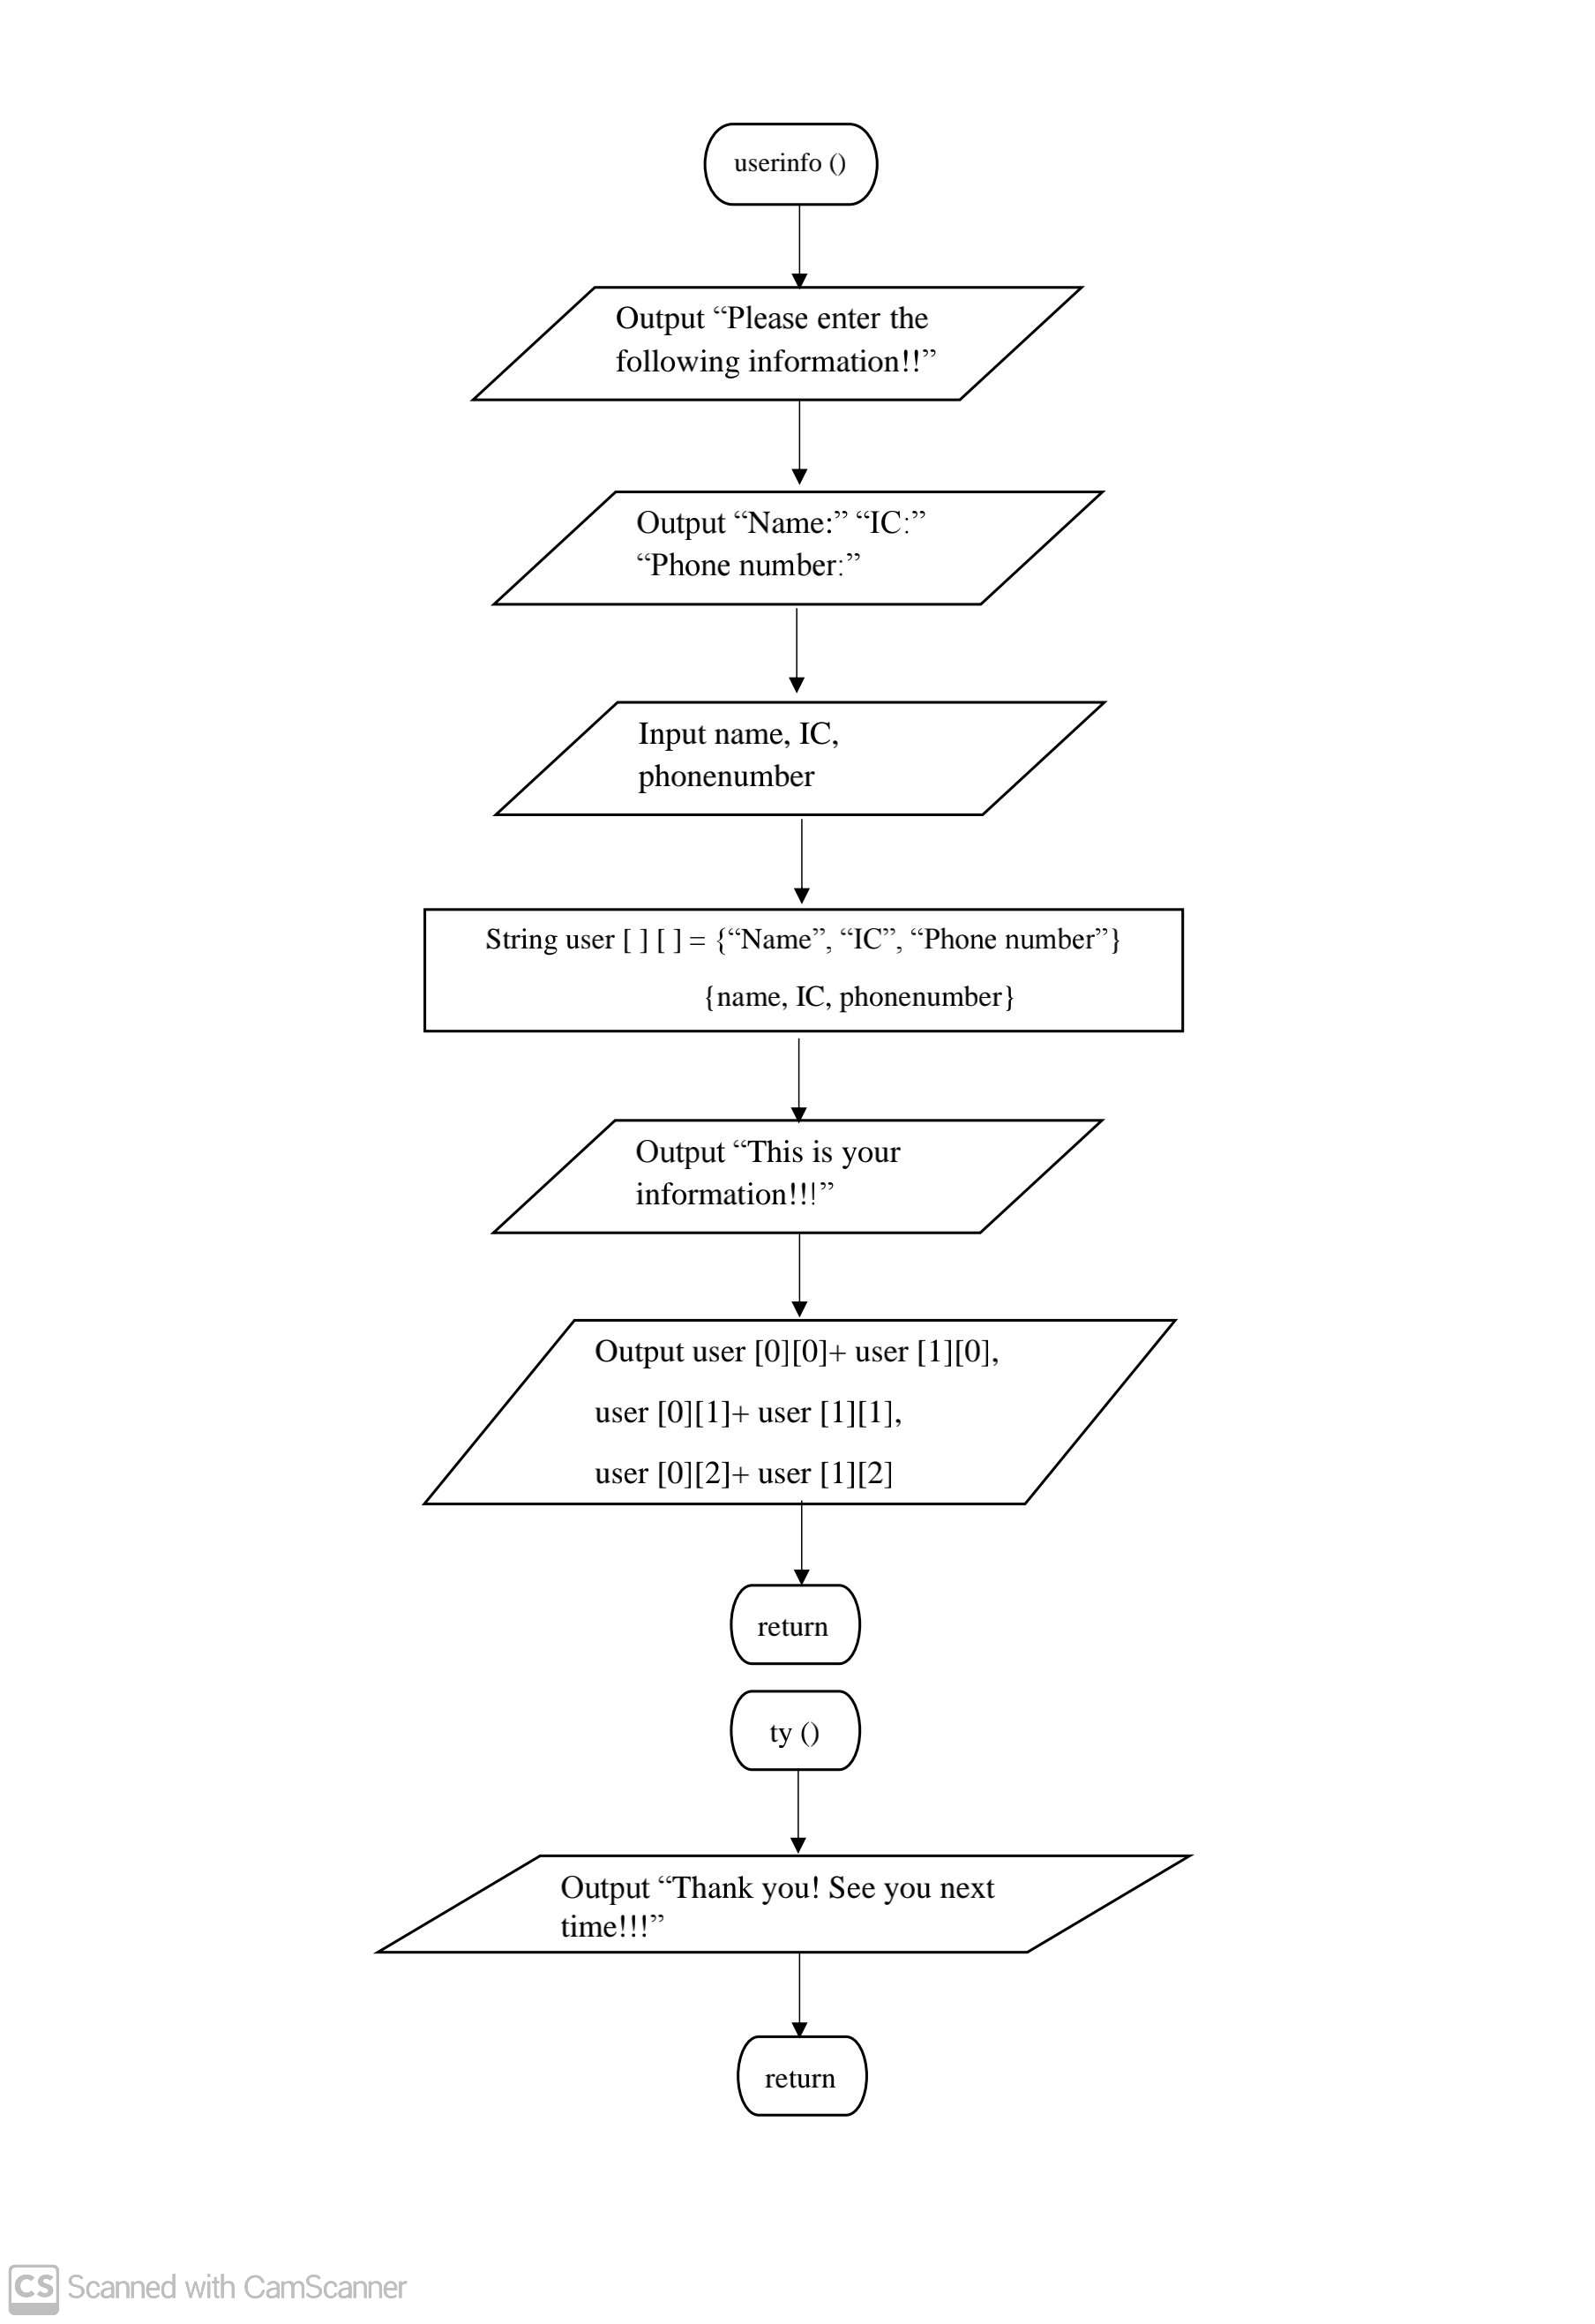 userinfo ()
Output “Please enter the
following information!!”
Output “Name:” “IC:”
“Phone number:”
Input name, IC,
phonenumber
String user [ ] [ ] = {“Name”, “IC”, “Phone number”}
{name, IC, phonenumber}
Output “This is your
information!!!”
Output user [0][0]+ user [1][0],
user [0][1]+ user [1][1],
user [0][2]+ user [1][2]
return
ty ()
Output “Thank you! See you next
time!!!”
return
CS Scanned with CamScanner